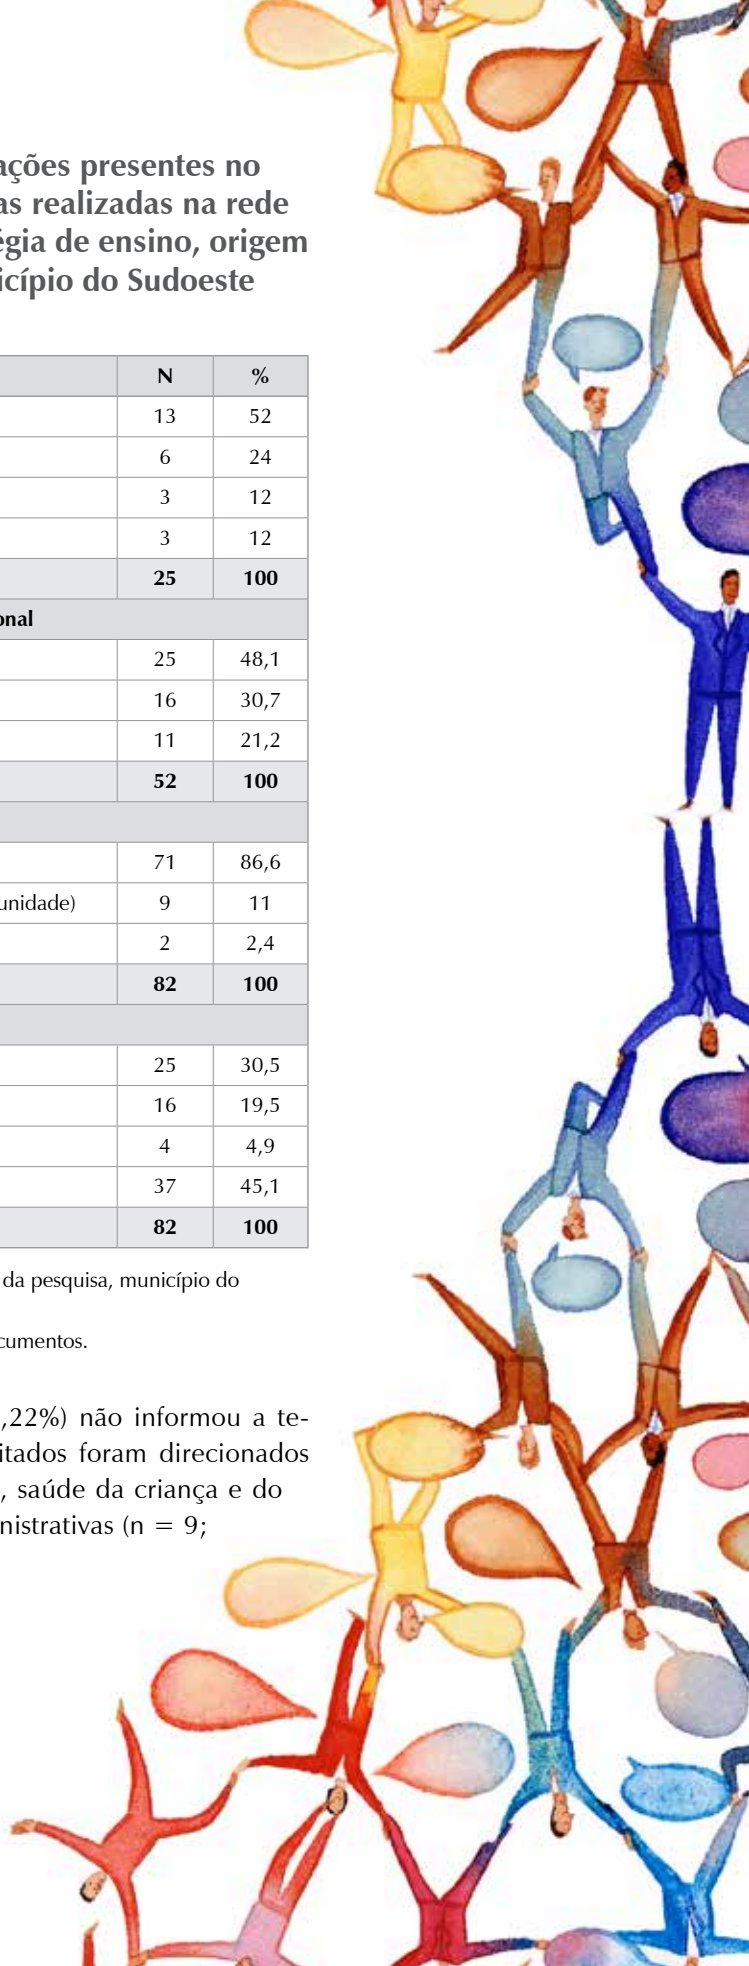 ações presentes no
as realizadas na rede
égia de ensino, origem
icípio do Sudoeste
N %
13 52
6 24
3 12
3 12
25 100
onal
25 48,1
16 30,7
11 21,2
52 100
71 86,6
unidade) 9 11
2 2,4
82 100
25 30,5
16 19,5
4 4,9
37 45,1
82 100
da pesquisa, município do
cumentos.
,22%) não informou a te-
itados foram direcionados
, saúde da criança e do
nistrativas (n = 9;